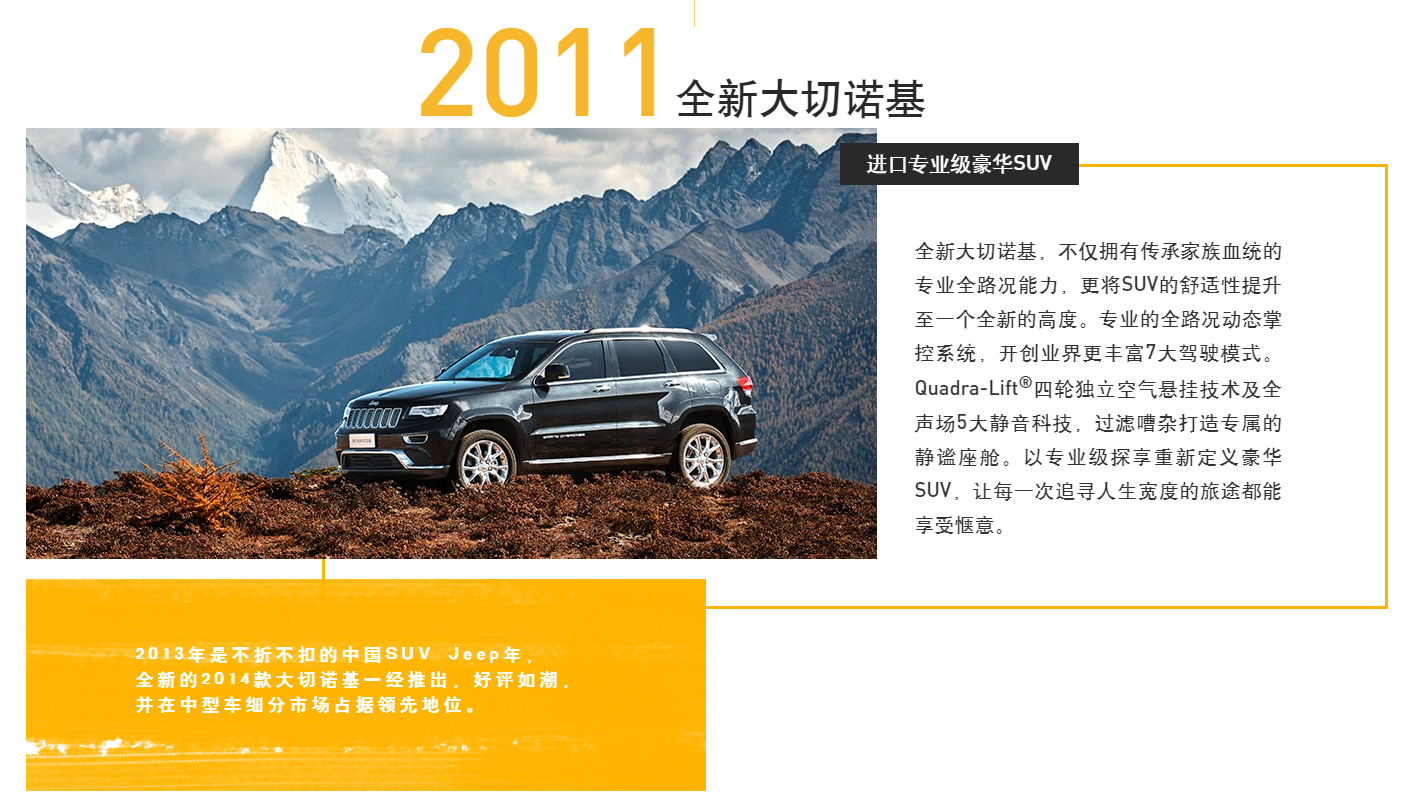 2011 全新大切诺基
进口专业级豪华SUV
全新大切诺基，不仅拥有传承家族血统的
专业全路况能力，更将SUV的舒适性提升
至一个全新的高度。专业的全路况动态掌
控系统，开创业界更丰富7大驾驶模式。
Quadra-Lift®四轮独立空气悬挂技术及全
声场5大静音科技，过滤嘈杂打造专属的
静谧座舱。以专业级探享重新定义豪华
SUV，让每一次追寻人生宽度的旅途都能
享受惬意。
2013年是不折不扣的中国SUV Jeep年，
全新的2014款大切诺基一经推出，好评如潮，
并在中型车细分市场占据领先地位。